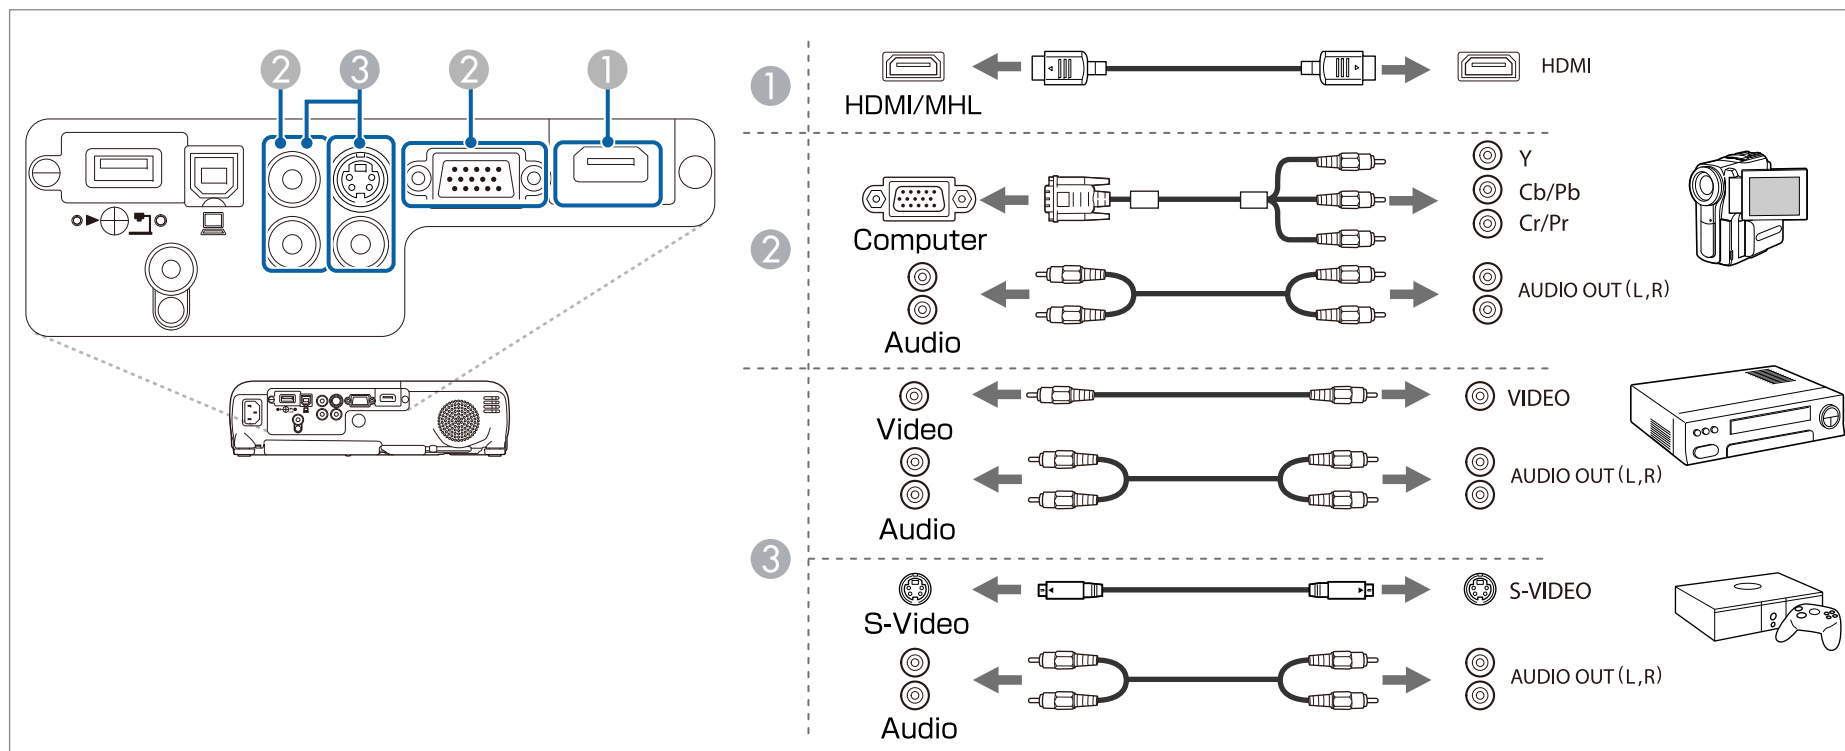 2 3 2 1
1
HDMI/MHL
HDMI
2
Computer
Y
Cb/Pb
Cr/Pr
Audio
AUDIO OUT (L,R)
3
Video
VIDEO
Audio
AUDIO OUT (L,R)
S-Video
S-VIDEO
Audio
AUDIO OUT (L,R)